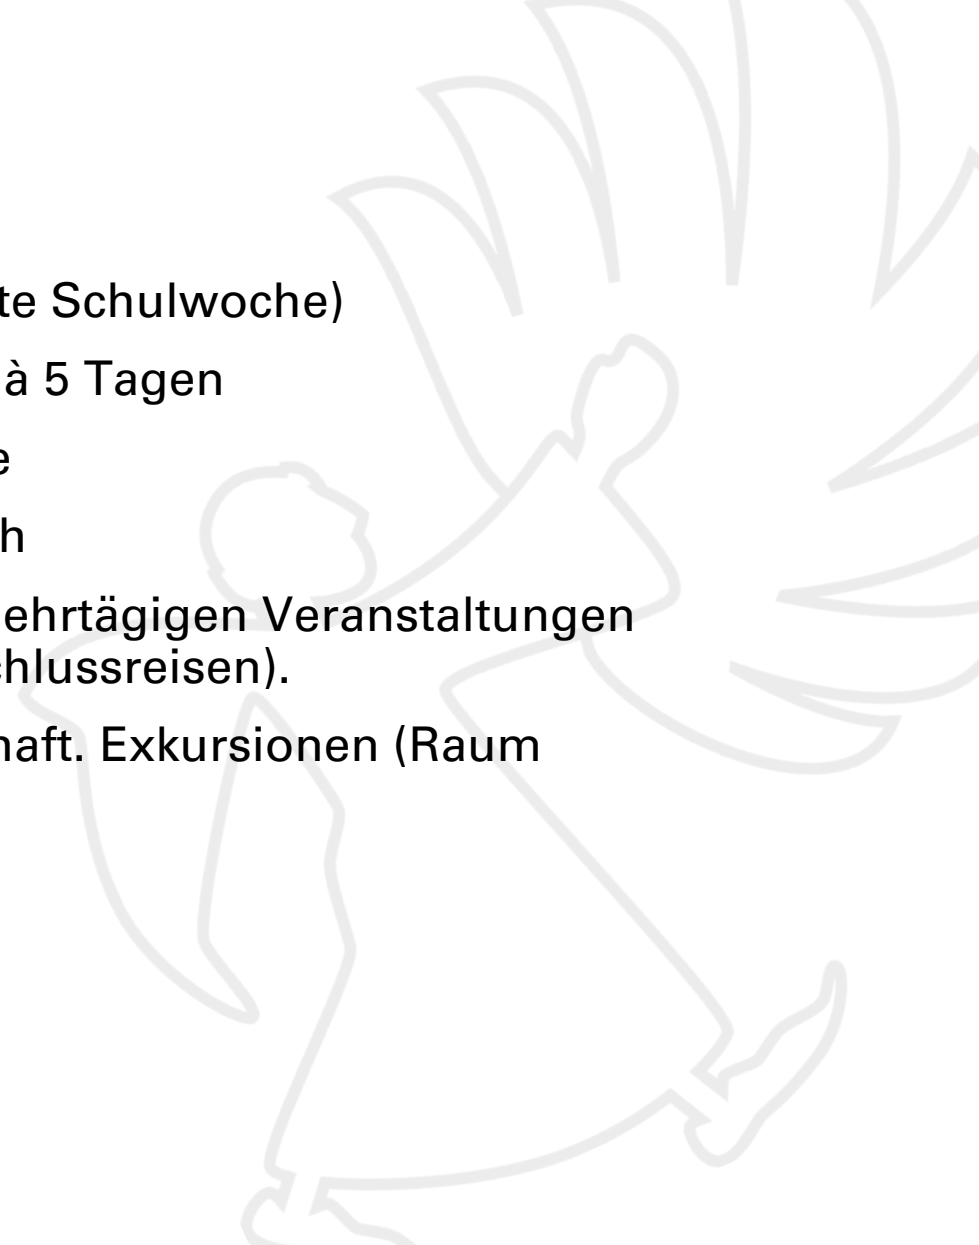 te Schulwoche)
à 5 Tagen
e
h
ehrtägigen Veranstaltungen
chlussreisen).
haft. Exkursionen (Raum